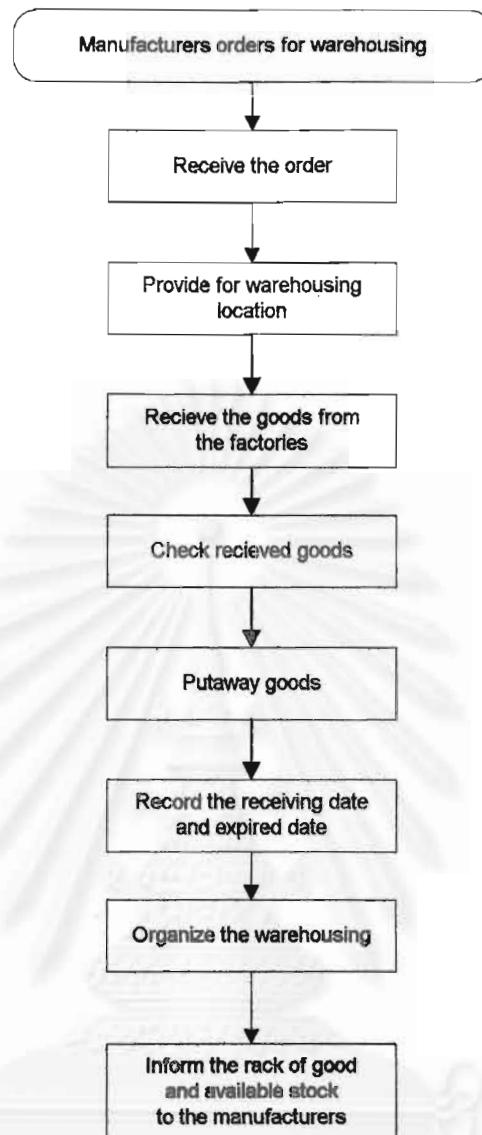 Manufacturers orders for warehousing
Receive the order
Provide for warehousing
location
Recieve the goods from
the factories
Check recieved goods
Putaway goods
Record the receiving date
and expired date
Organize the warehousing
Inform the rack of good
and available stock
to the manufacturers